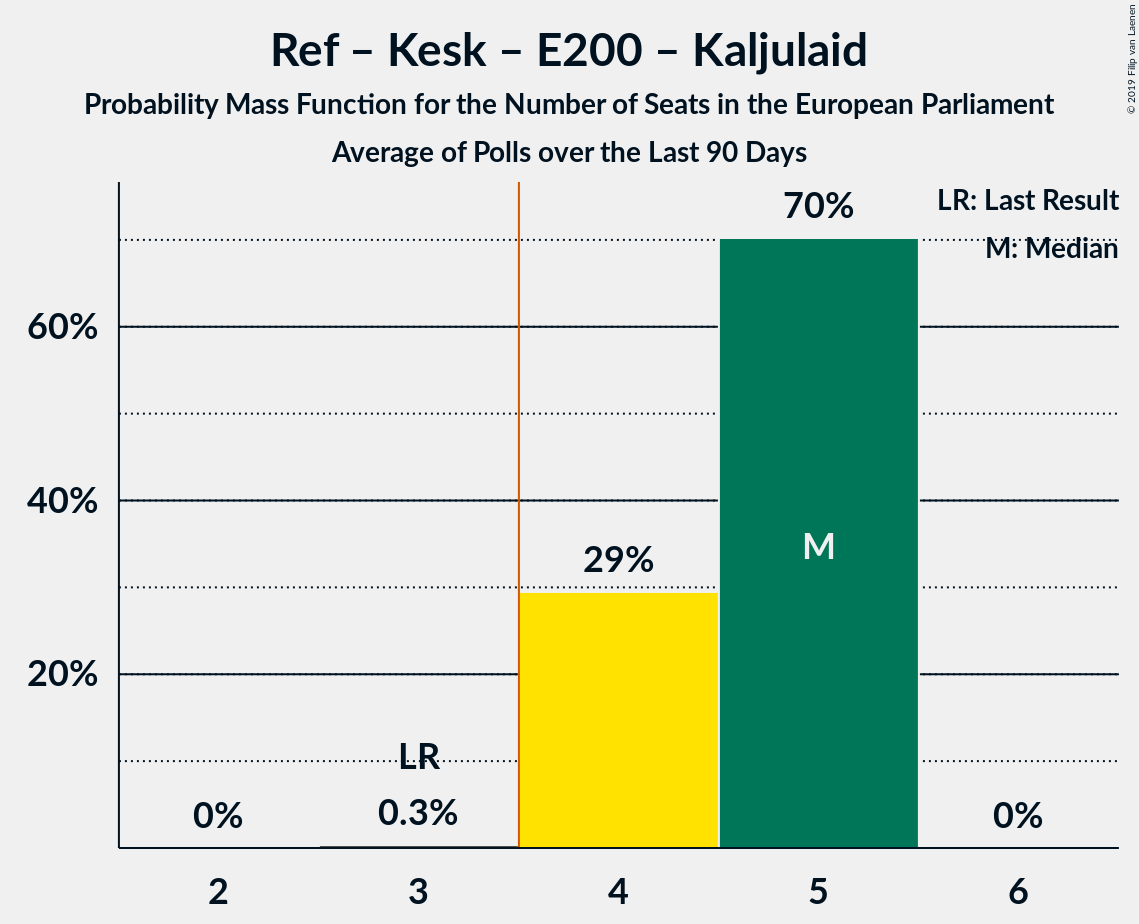 Ref – Kesk – E200 – Kaljulaid
Probability Mass Function for the Number of Seats in the European Parliament
Average of Polls over the Last 90 Days
© 2019 Filip van Laenen
LR: Last Result
M: Median
70%
60%
40%
29%
M
20%
LR
0%
0.3%
0%
2
3
4
5
6